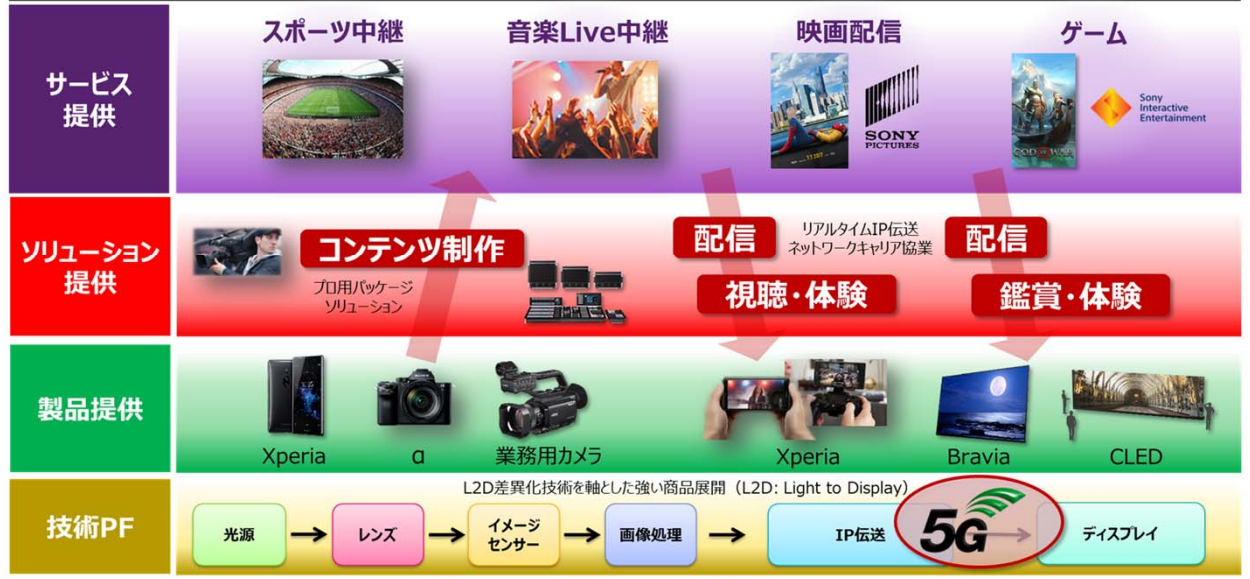 スポーツ中継
音楽Live中継
映画配信
ゲーム
サービス
提供
SONY
PICTURES
GOD OF WAR
Sony
Interactive
Entertainment
ソリューション
提供
コンテンツ制作
プロ用パッケージ
ソリューション
配信
リアルタイムIP伝送
ネットワークキャリア協業
配信
視聴・体験
鑑賞・体験
製品提供
Xperia
α
業務用カメラ
Xperia
Bravia
CLED
技術PF
L2D差異化技術を軸とした強い商品展開（L2D: Light to Display）
光源
レンズ
イメージ
センサー
画像処理
IP伝送
5G
ディスプレイ